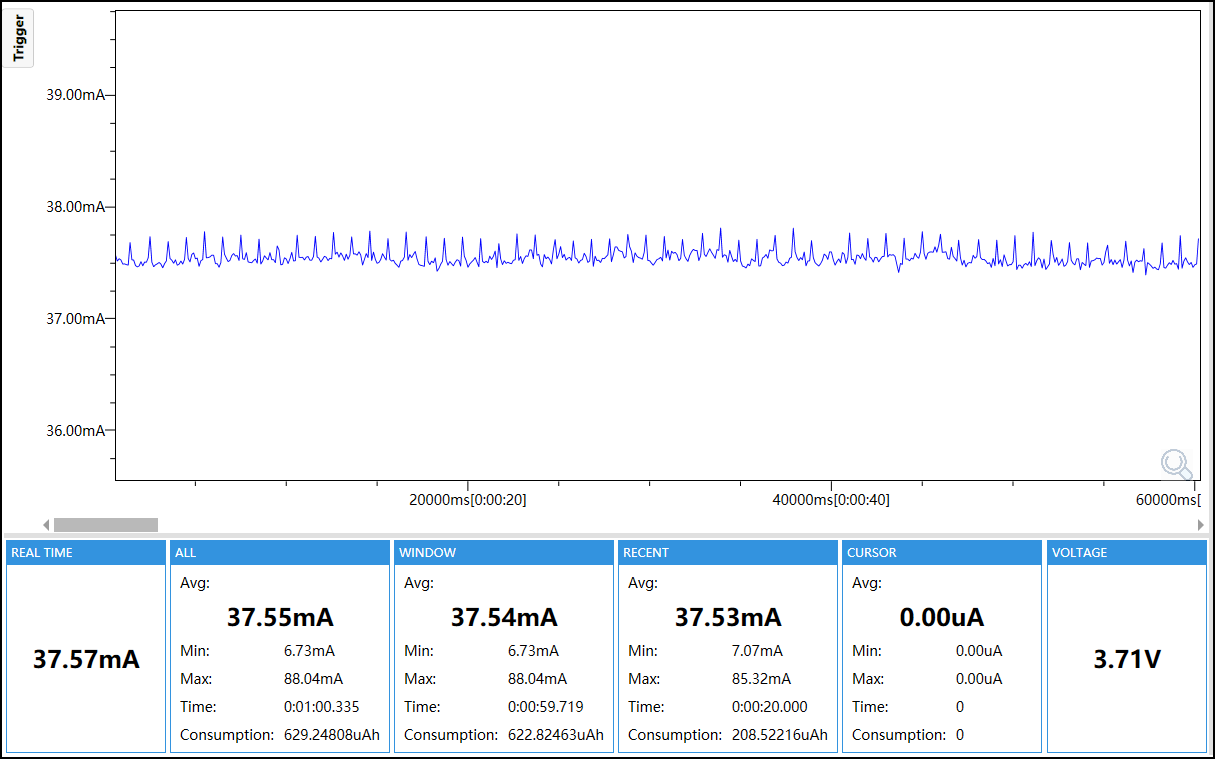 Trigger
39.00mA
38.00mA
37.00mA
36.00mA
20000ms[0:00:20] 40000ms[0:00:40] 60000ms[
REAL TIME
37.57mA
ALL
Avg:
37.55mA
Min: 6.73mA
Max: 88.04mA
Time: 0:01:00.335
Consumption: 629.24808uAh
WINDOW
Avg:
37.54mA
Min: 6.73mA
Max: 88.04mA
Time: 0:00:59.719
Consumption: 622.82463uAh
RECENT
Avg:
37.53mA
Min: 7.07mA
Max: 85.32mA
Time: 0:00:20.000
Consumption: 208.52216uAh
CURSOR
Avg:
0.00uA
Min: 0.00uA
Max: 0.00uA
Time: 0
Consumption: 0
VOLTAGE
3.71V